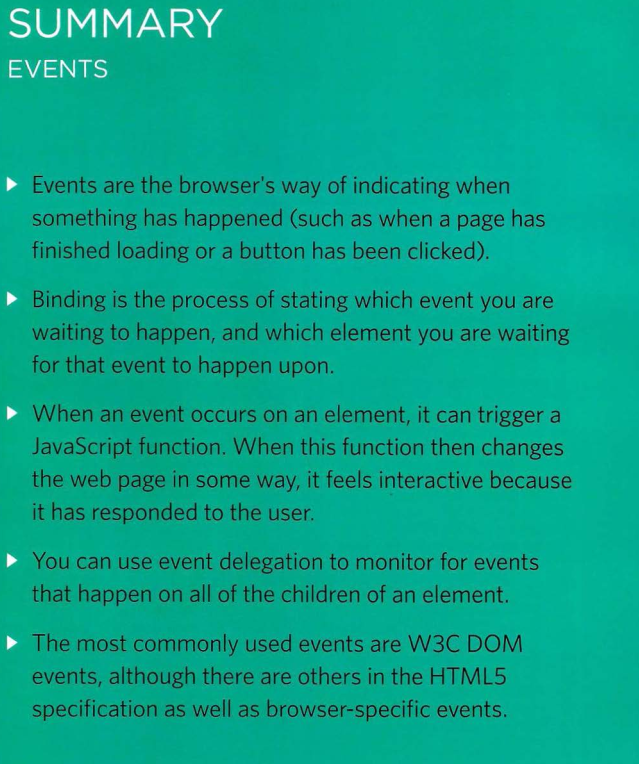 SUMMARY
EVENTS
Events are the browser's way of indicating when
something has happened (such as when a page has
finished loading or a button has been clicked).
Binding is the process of stating which event you are
waiting to happen, and which element you are waiting
for that event to happen upon.
When an event occurs on an element, it can trigger a
JavaScript function. When this function then changes
the web page in some way, it feels interactive because
it has responded to the user.
You can use event delegation to monitor for events
that happen on all of the children of an element.
The most commonly used events are W3C DOM
events, although there are others in the HTML5
specification as well as browser-specific events.